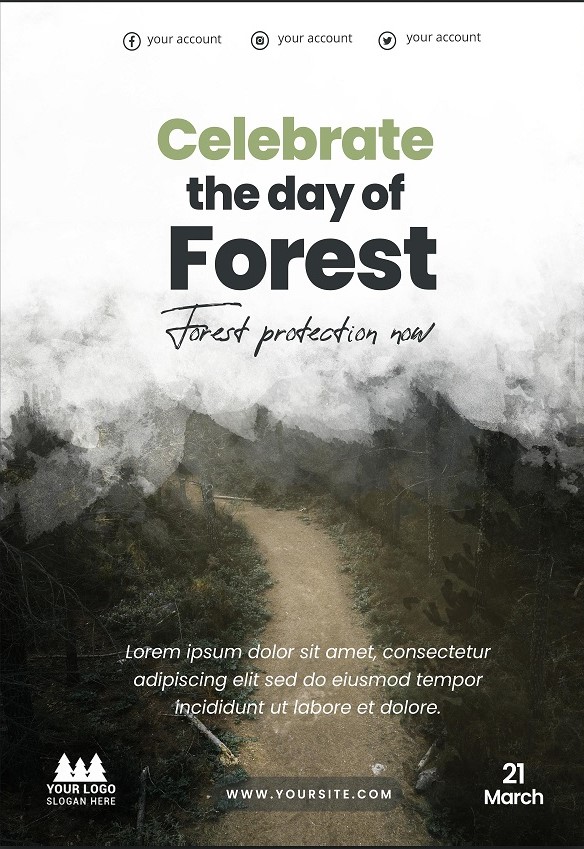 your account
your account
your account
Celebrate
the day of
Forest
Forest protection now
Lorem ipsum dolor sit amet, consectetur
adipiscing elit sed do eiusmod tempor
incididunt ut labore et dolore.
YOUR LOGO
SLOGAN HERE
WWW.YOURSITE.COM
21
March